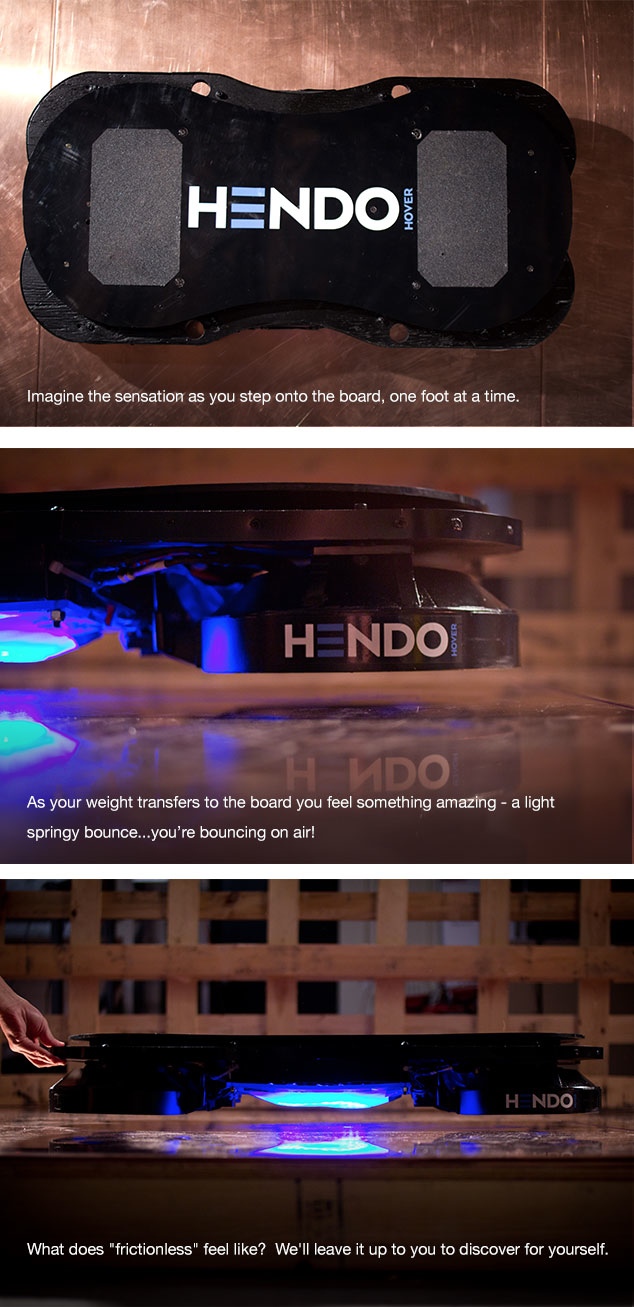 HENDO HOVER
Imagine the sensation as you step onto the board, one foot at a time.
HENDO HOVER
As your weight transfers to the board you feel something amazing - a light
springy bounce...you’re bouncing on air!
HENDO
What does "frictionless" feel like? We'll leave it up to you to discover for yourself.